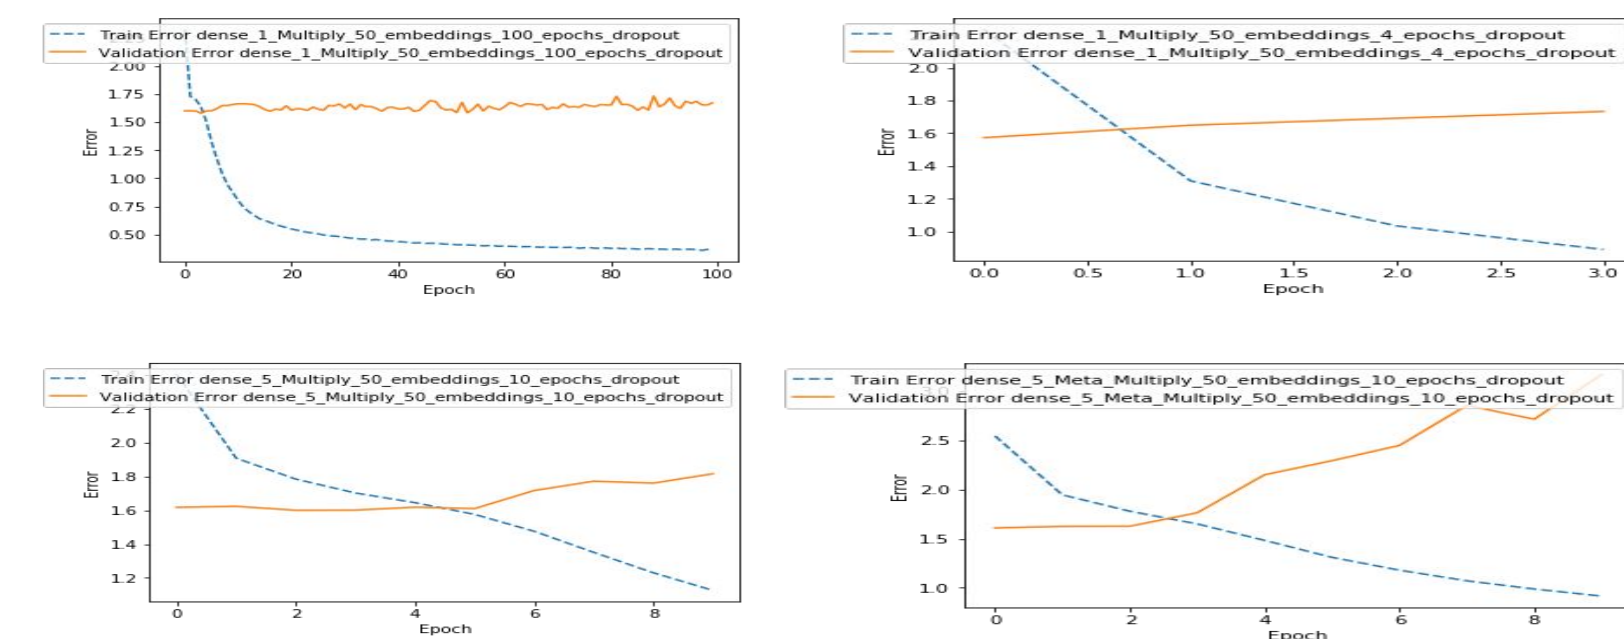 Train Error dense_1_Multiply_50_embeddings_100_epochs_dropout
Validation Error dense_1_Multiply_50_embeddings_100_epochs_dropout
2.00
1.75
1.50
1.25
1.00
0.75
0.50
Error
0 20 40 60 80 100
Epoch
Train Error dense_1_Multiply_50_embeddings_4_epochs_dropout
Validation Error dense_1_Multiply_50_embeddings_4_epochs_dropout
2.0
1.8
1.6
1.4
1.2
1.0
Error
0.0 0.5 1.0 1.5 2.0 2.5 3.0
Epoch
Train Error dense_5_Multiply_50_embeddings_10_epochs_dropout
Validation Error dense_5_Multiply_50_embeddings_10_epochs_dropout
2.2
2.0
1.8
1.6
1.4
1.2
Error
0 2 4 6 8
Epoch
Train Error dense_5_Meta_Multiply_50_embeddings_10_epochs_dropout
Validation Error dense_5_Meta_Multiply_50_embeddings_10_epochs_dropout
3.0
2.5
2.0
1.5
1.0
Error
0 2 4 6 8
Epoch